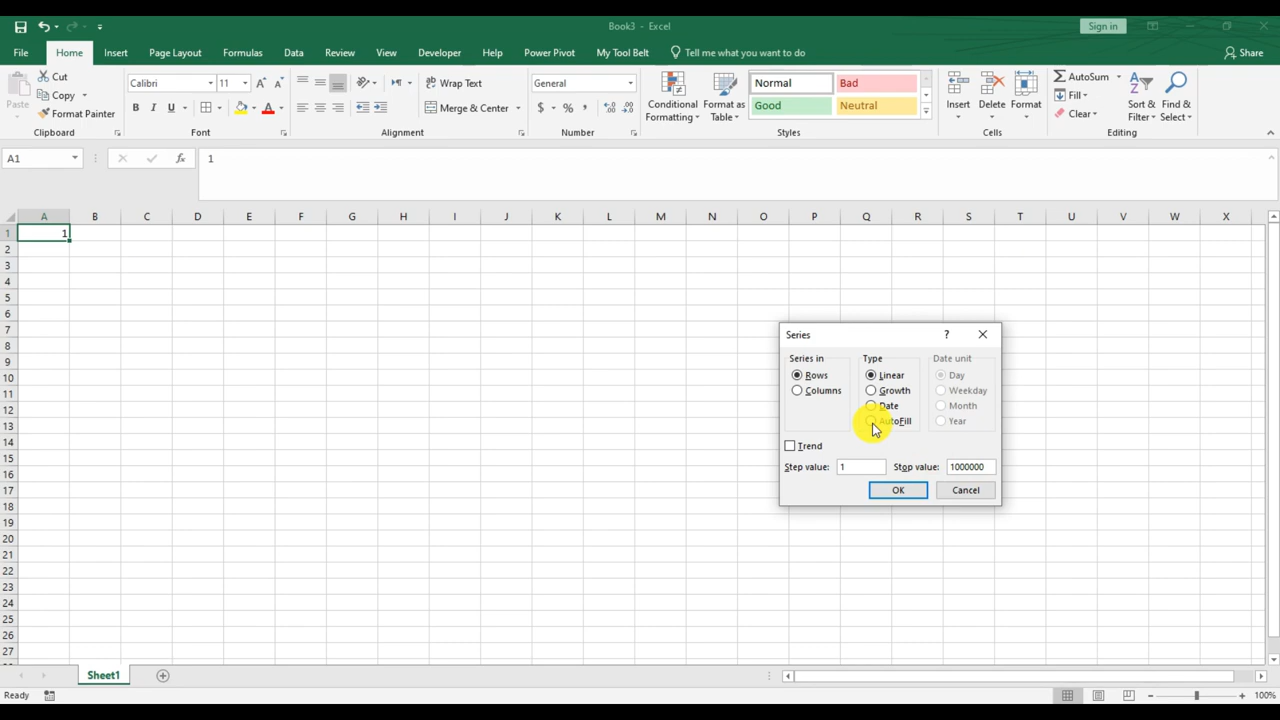 Book3 - Excel
Sign in
File Home Insert Page Layout Formulas Data Review View Developer Help Power Pivot My Tool Belt Tell me what you want to do Share
Paste
Cut
Copy
Format Painter
Clipboard
Calibri 11
B I U
A
Font
Wrap Text
Merge & Center
Alignment
General
$ % ,
Number
Conditional Formatting
Format as Table
Normal Bad
Good Neutral
Styles
Insert Delete Format
Cells
AutoSum
Fill
Clear
Sort & Filter
Find & Select
Editing
A1 fx 1
A B C D E F G H I J K L M N O P Q R S T U V W X
1 1
2
3
4
5
6
7
8
9
10
11
12
13
14
15
16
17
18
19
20
21
22
23
24
25
26
27
Series ?
Series in Type Date unit
Rows Linear Day
Columns Growth Weekday
Date Month
AutoFill Year
Trend
Step value: 1 Stop value: 1000000
OK Cancel
Sheet1
Ready 100%